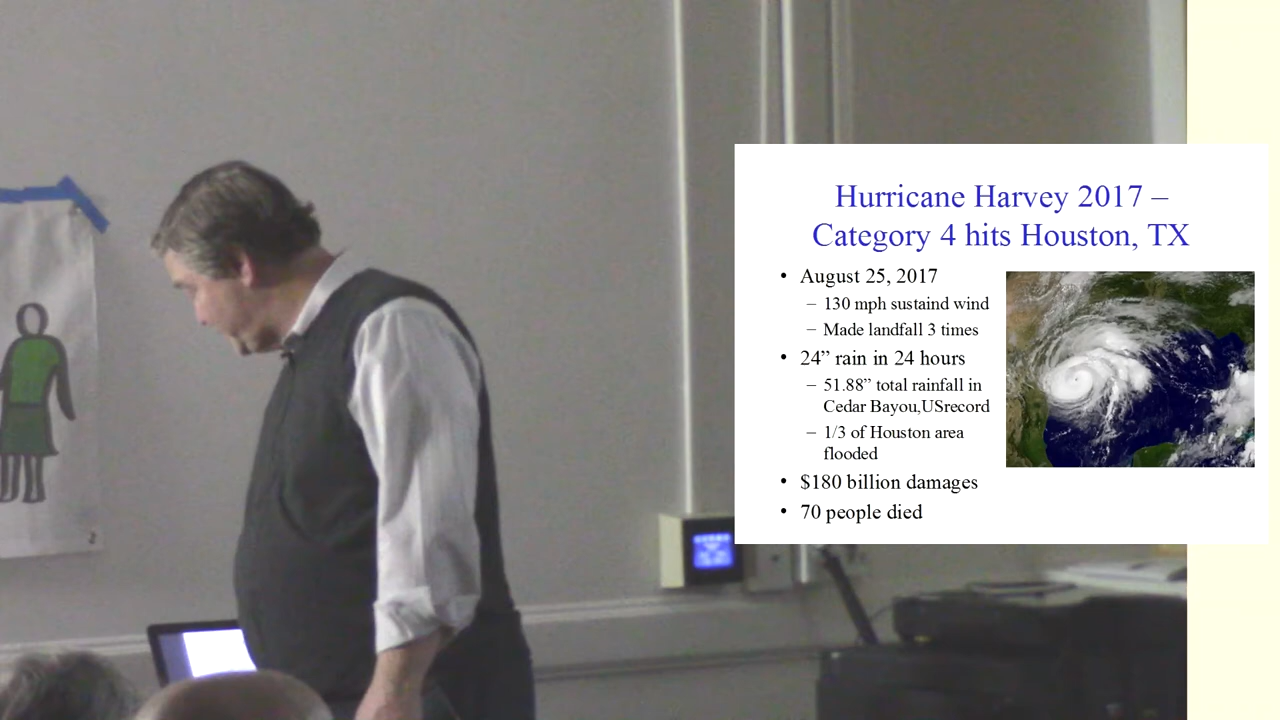 Hurricane Harvey 2017 –
Category 4 hits Houston, TX
• August 25, 2017
– 130 mph sustaind wind
– Made landfall 3 times
• 24” rain in 24 hours
– 51.88” total rainfall in
Cedar Bayou,USrecord
– 1/3 of Houston area
flooded
• $180 billion damages
• 70 people died
2